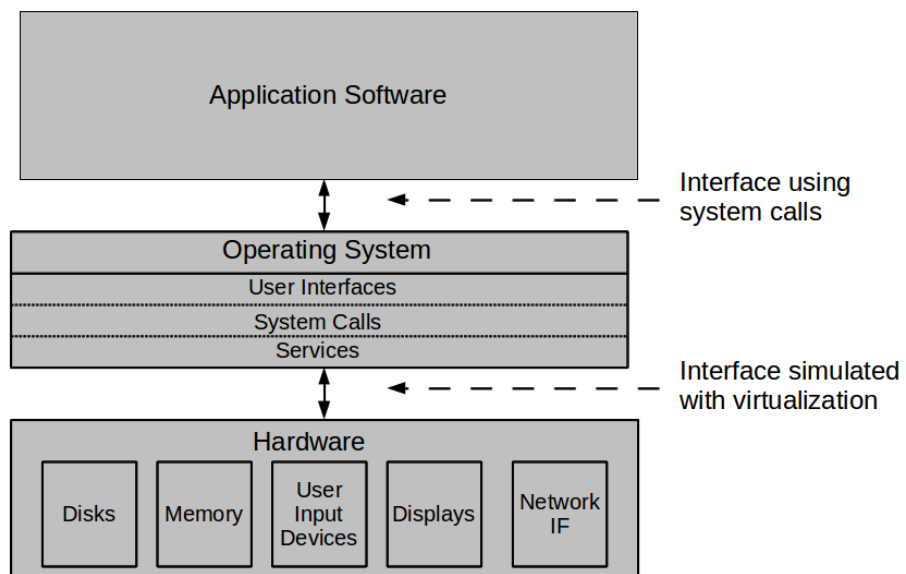 Application Software
Interface using
system calls
Operating System
User Interfaces
System Calls
Services
Interface simulated
with virtualization
Hardware
Disks
Memory
User
Input
Devices
Displays
Network
IF